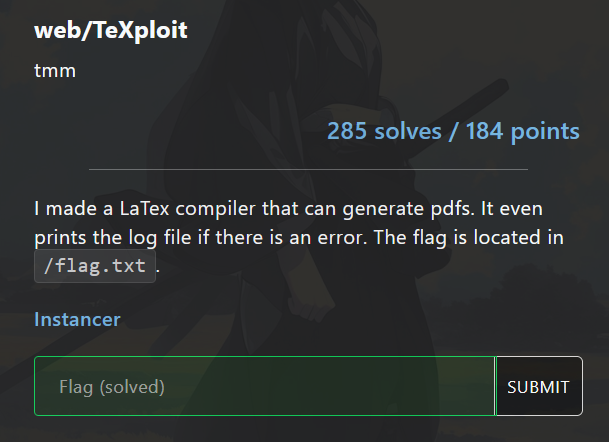 web/TeXploit
tmm
285 solves / 184 points
I made a LaTex compiler that can generate pdfs. It even
prints the log file if there is an error. The flag is located in
/flag.txt.
Instancer
Flag (solved) SUBMIT